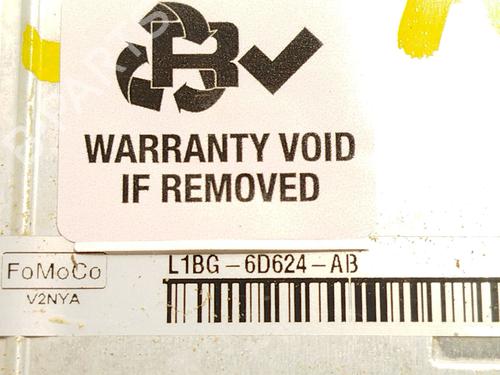 R
WARRANTY VOID
IF REMOVED
FoMoCo
V2NYA
L1BG-6D624-AB